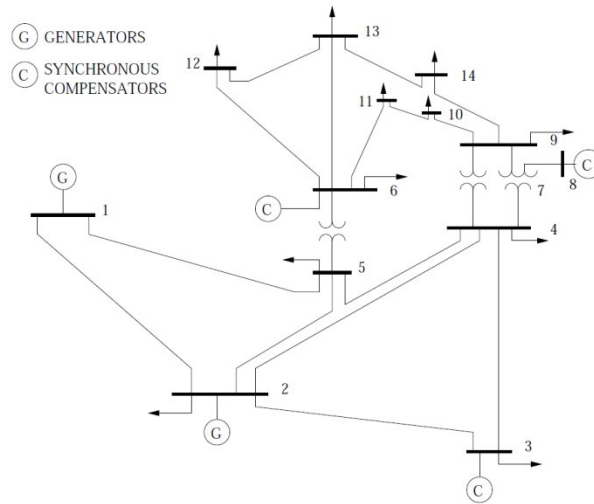 G GENERATORS
C SYNCHRONOUS
COMPENSATORS
13
12
14
11
10
9
C
8
7
6
C
G
1
4
5
2
G
3
C